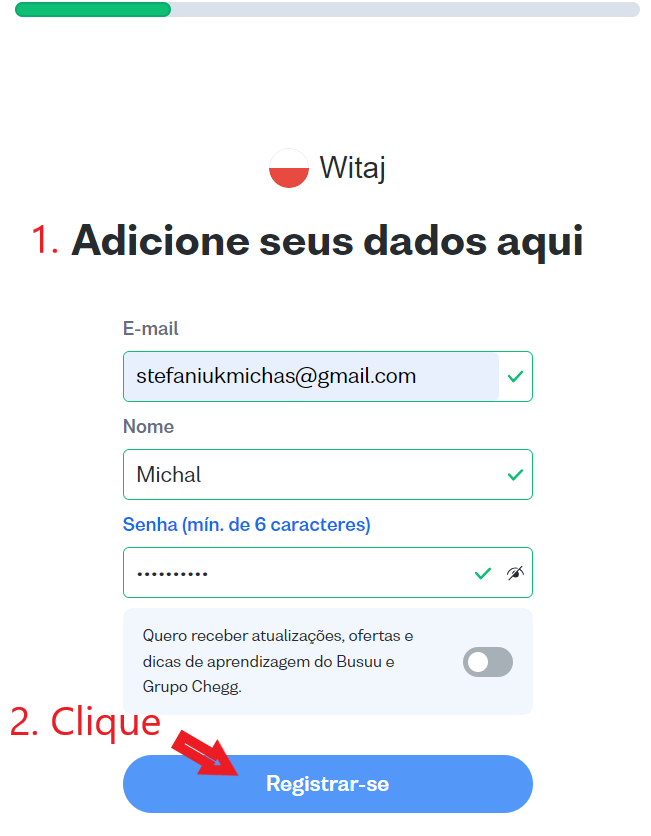 Witaj
1. Adicione seus dados aqui
E-mail
stefaniukmichas@gmail.com
Nome
Michal
Senha (mín. de 6 caracteres)
••••••••••
Quero receber atualizações, ofertas e
dicas de aprendizagem do Busuu e
Grupo Chegg.
2. Clique
Registrar-se